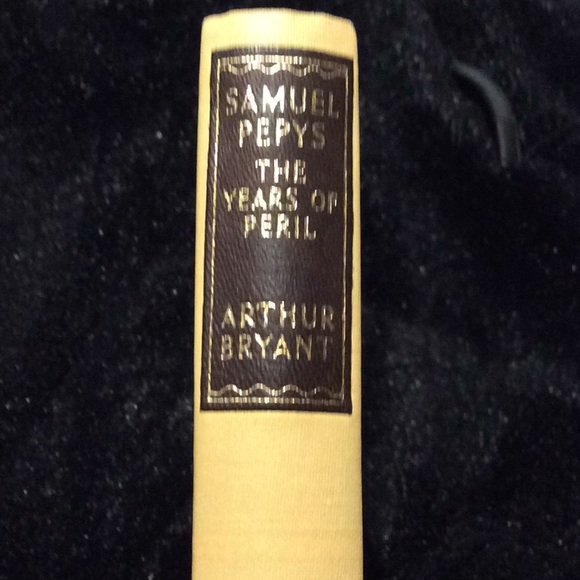 SAMUEL
PEPYS
THE
YEARS OF
PERIL
ARTHUR
BRYANT